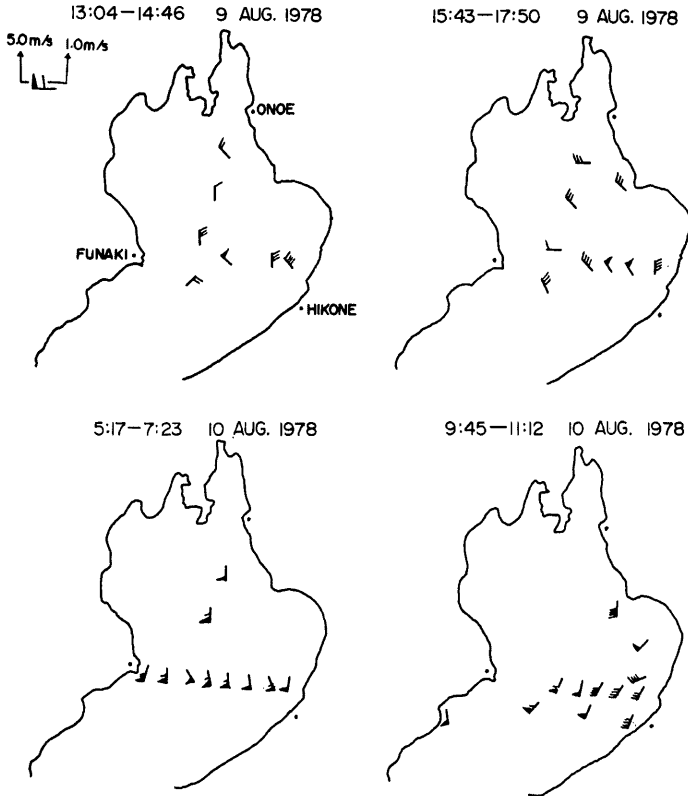 13:04—14:46 9 AUG. 1978
15:43—17:50 9 AUG. 1978
5.0m/s 1.0m/s
ONOE
FUNAKI
HIKONE
5:17—7:23 10 AUG. 1978
9:45—11:12 10 AUG. 1978